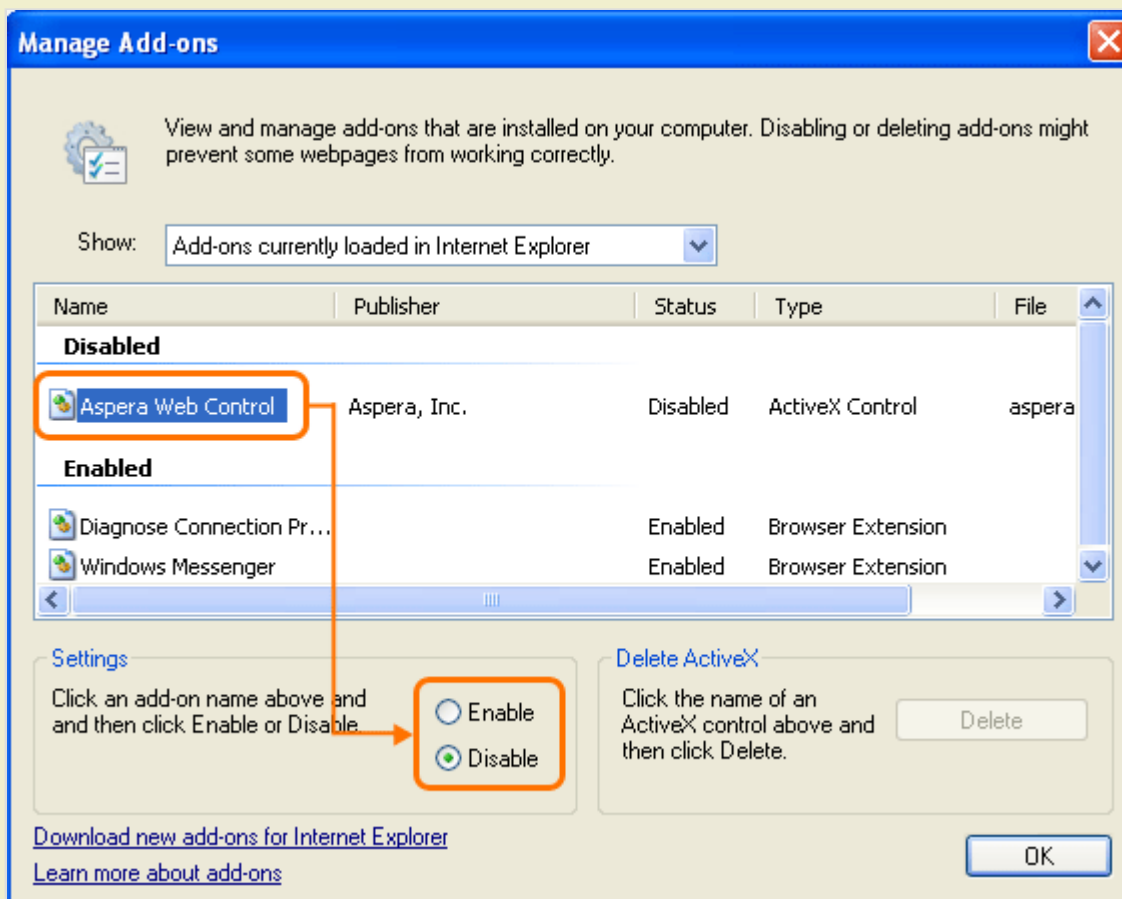 Manage Add-ons
View and manage add-ons that are installed on your computer. Disabling or deleting add-ons might
prevent some webpages from working correctly.
Show: Add-ons currently loaded in Internet Explorer
Name Publisher Status Type File
Disabled
Aspera Web Control Aspera, Inc. Disabled ActiveX Control aspera
Enabled
Diagnose Connection Pr... Enabled Browser Extension
Windows Messenger Enabled Browser Extension
Settings
Click an add-on name above and
and then click Enable or Disable.
Enable
Disable
Delete ActiveX
Click the name of an
ActiveX control above and
then click Delete.
Delete
Download new add-ons for Internet Explorer
Learn more about add-ons
OK